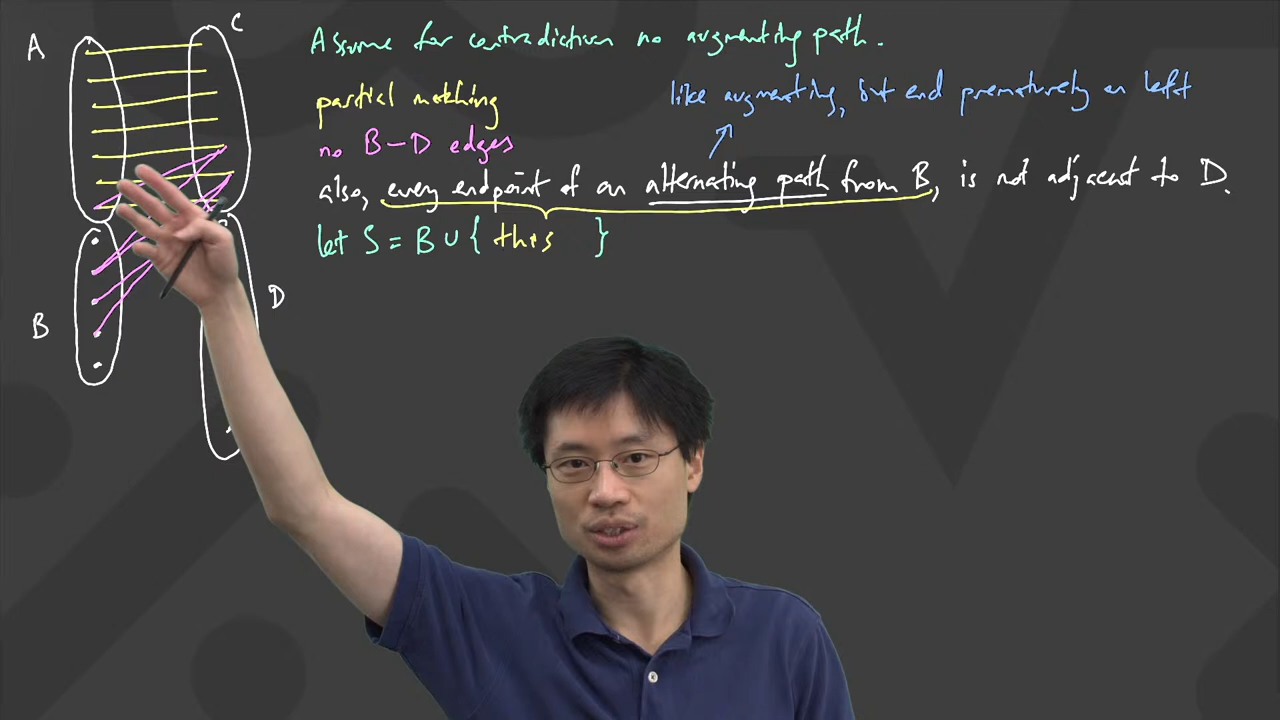 A
C
Assume for contradiction no augmenting path.
partial matching
like augmenting, but end prematurely on left
no B-D edges
also, every endpoint of an alternating path from B, is not adjacent to D.
let S = B ∪ { this }
D
B